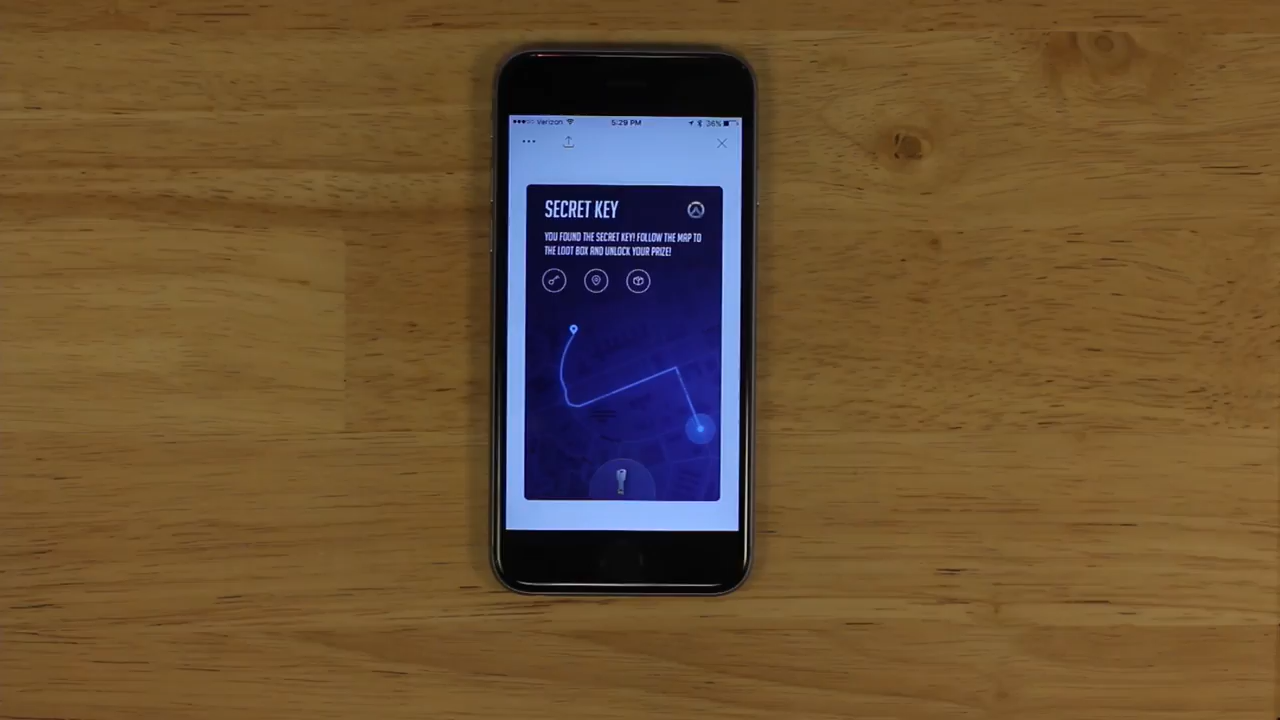 Verizon 5:29 PM 36%
SECRET KEY
YOU FOUND THE SECRET KEY! FOLLOW THE MAP TO
THE LOOT BOX AND UNLOCK YOUR PRIZE!